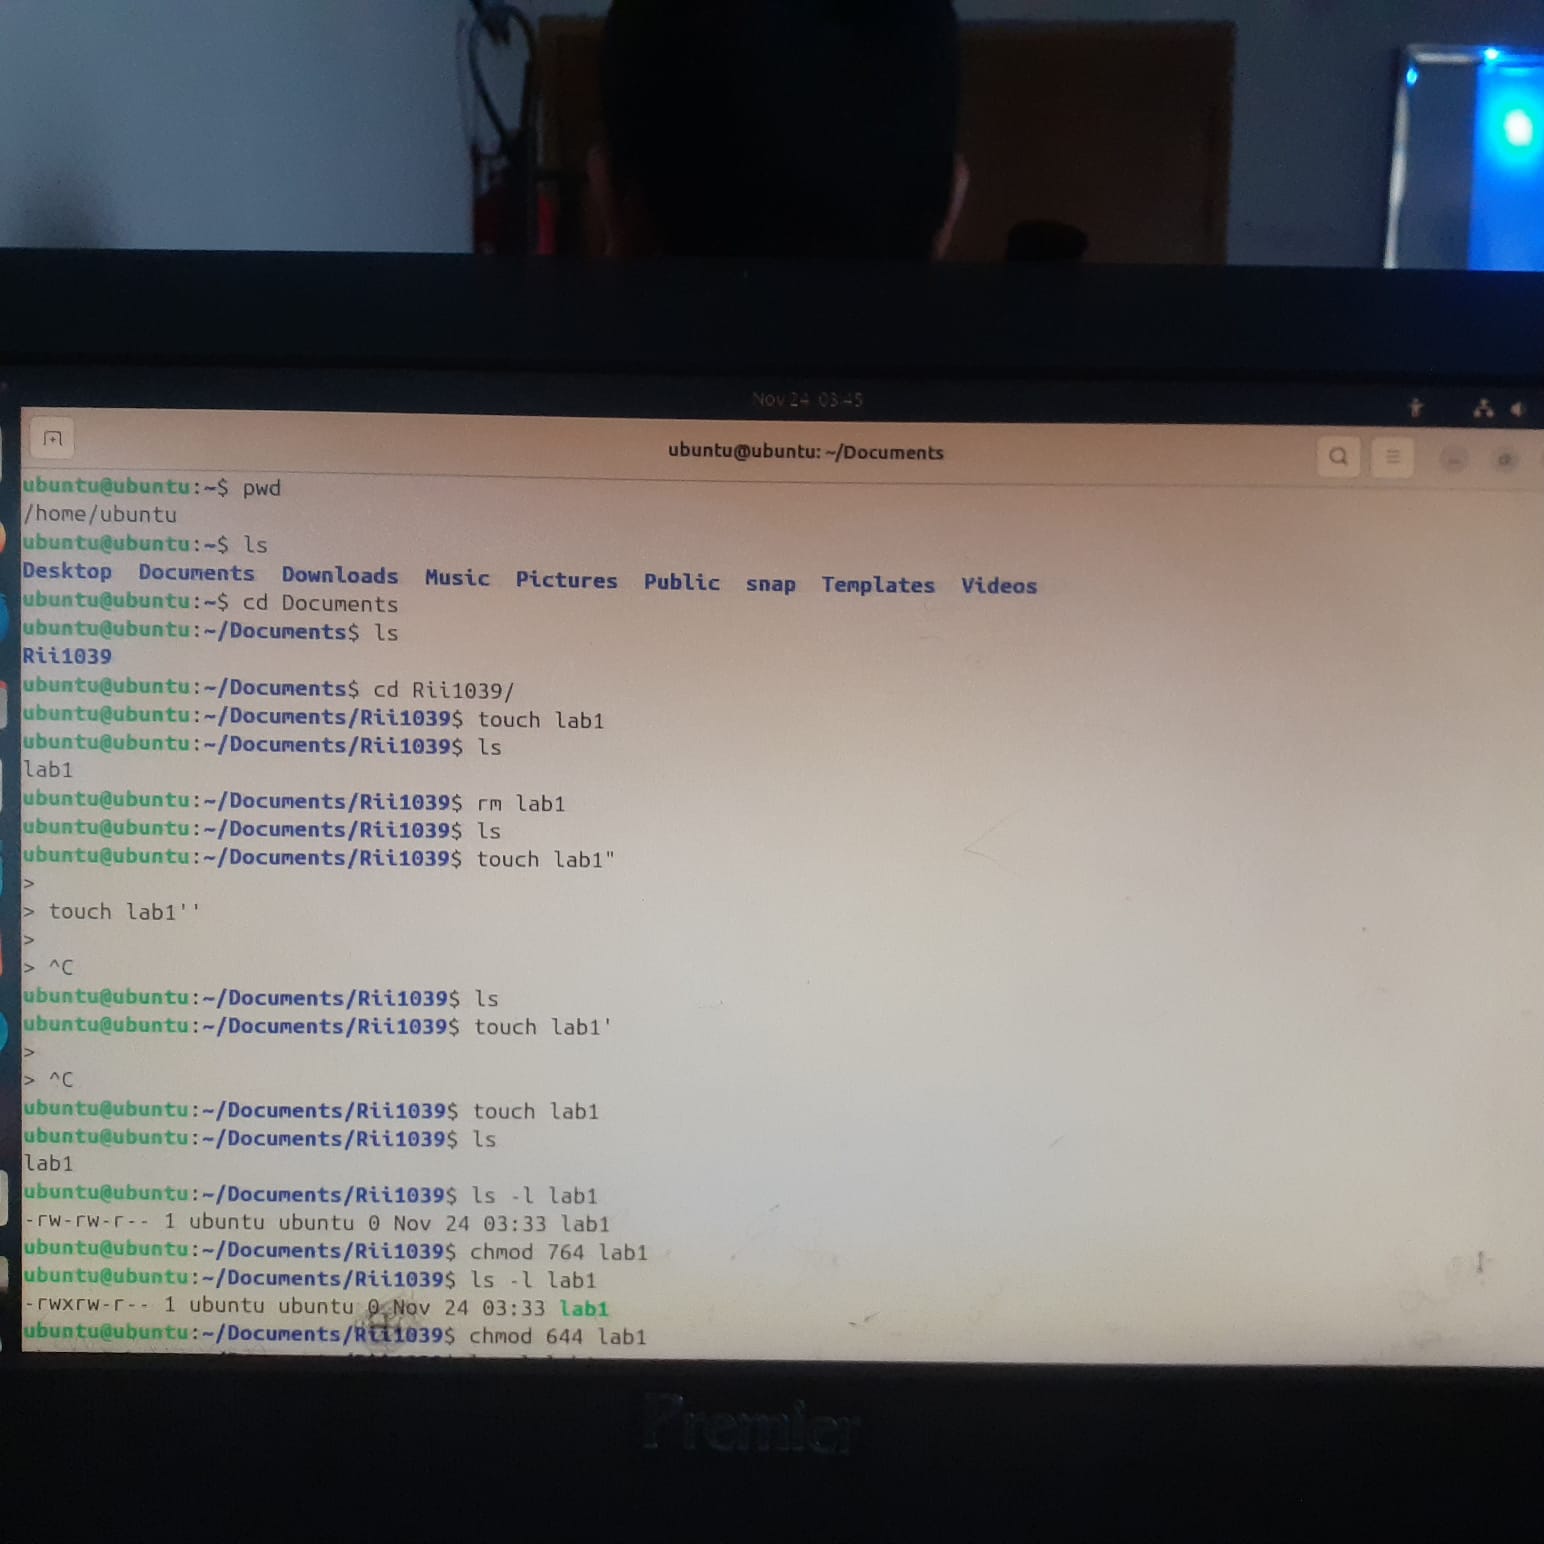 Nov 24 03:45
ubuntu@ubuntu: ~/Documents
ubuntu@ubuntu:~$ pwd
/home/ubuntu
ubuntu@ubuntu:~$ ls
Desktop Documents Downloads Music Pictures Public snap Templates Videos
ubuntu@ubuntu:~$ cd Documents
ubuntu@ubuntu:~/Documents$ ls
Rii1039
ubuntu@ubuntu:~/Documents$ cd Rii1039/
ubuntu@ubuntu:~/Documents/Rii1039$ touch lab1
ubuntu@ubuntu:~/Documents/Rii1039$ ls
lab1
ubuntu@ubuntu:~/Documents/Rii1039$ rm lab1
ubuntu@ubuntu:~/Documents/Rii1039$ ls
ubuntu@ubuntu:~/Documents/Rii1039$ touch lab1"
>
> touch lab1''
>
> ^C
ubuntu@ubuntu:~/Documents/Rii1039$ ls
ubuntu@ubuntu:~/Documents/Rii1039$ touch lab1'
>
> ^C
ubuntu@ubuntu:~/Documents/Rii1039$ touch lab1
ubuntu@ubuntu:~/Documents/Rii1039$ ls
lab1
ubuntu@ubuntu:~/Documents/Rii1039$ ls -l lab1
-rw-rw-r-- 1 ubuntu ubuntu 0 Nov 24 03:33 lab1
ubuntu@ubuntu:~/Documents/Rii1039$ chmod 764 lab1
ubuntu@ubuntu:~/Documents/Rii1039$ ls -l lab1
-rwxrw-r-- 1 ubuntu ubuntu 0 Nov 24 03:33 lab1
ubuntu@ubuntu:~/Documents/Rii1039$ chmod 644 lab1
Premier